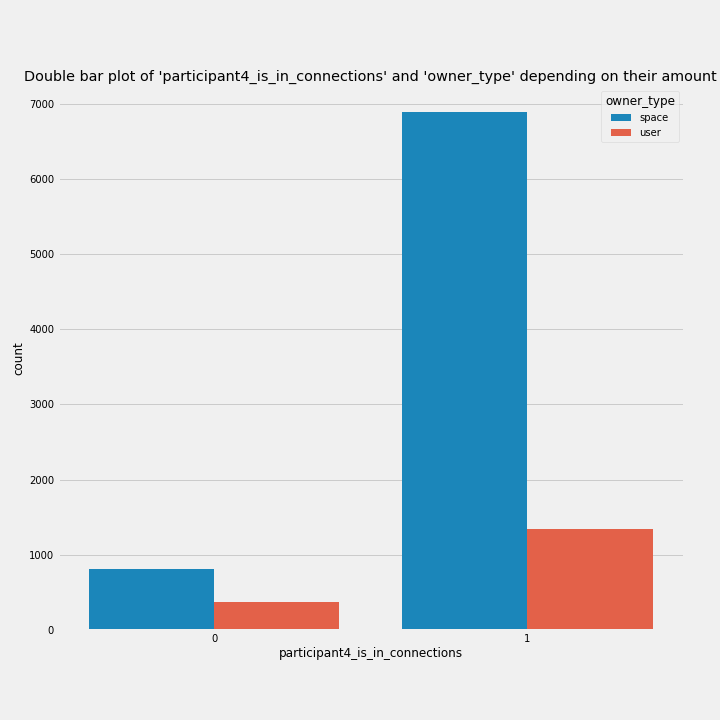 Double bar plot of 'participant4_is_in_connections' and 'owner_type' depending on their amount
owner_type
space
user
7000
6000
5000
4000
3000
2000
1000
0
count
0 1
participant4_is_in_connections